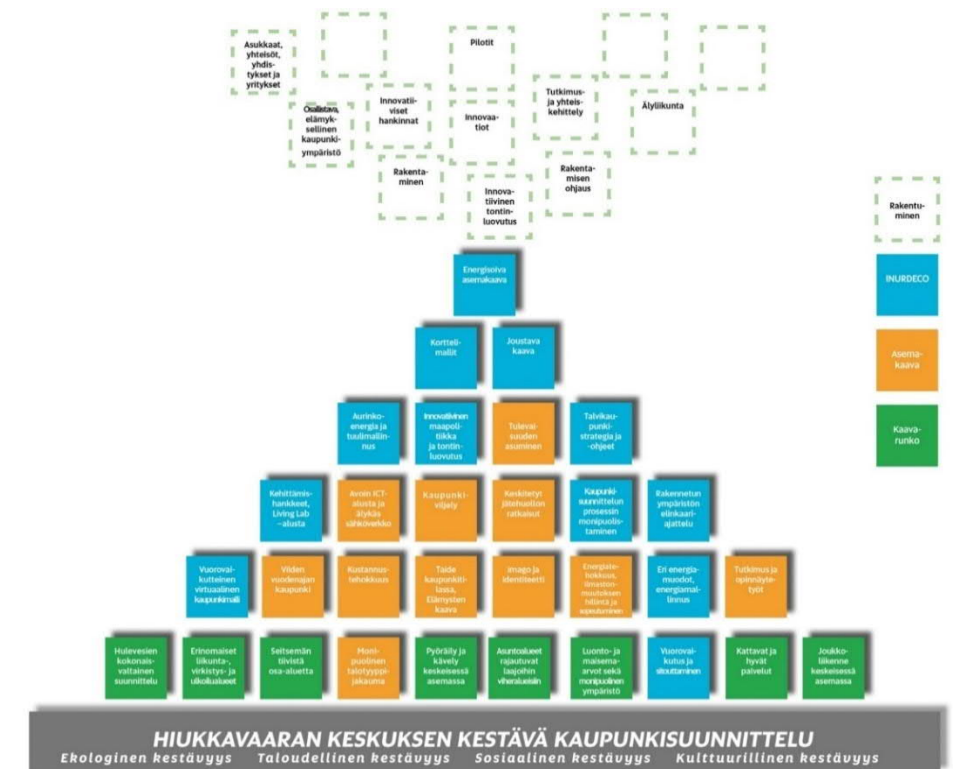 Asukkaat,
yhteisöt,
yhdis-
tykset ja
yritykset
Pilotit
Osallistava,
elämyk-
sellinen
kaupunki-
ympäristö
Innovatii-
viset
hankinnat
Innovaa-
tiot
Tutkimus-
ja yhteis-
kehittely
Älyliikunta
Rakenta-
minen
Innova-
tiivinen
tontin-
luovutus
Rakenta-
misen
ohjaus
Rakentu-
minen
INURDECO
Asema-
kaava
Kaava-
runko
Energisoiva
asemakaava
Kortteli-
mallit
Joustava
kaava
Aurinko-
energia ja
tuulimallin-
nus
Innovatiivinen
maapoli-
tiikka
ja tontin-
luovutus
Tulevai-
suuden
asuminen
Talvikau-
punki-
strategia ja
-ohjeet
Kehittämis-
hankkeet,
Living Lab
-alusta
Avoin ICT-
alusta ja
älykäs
sähköverkko
Kaupunki-
viljely
Keskitetyt
jätehuollon
ratkaisut
Kaupunki-
suunnittelun
prosessin
monipuolis-
taminen
Rakennetun
ympäristön
elinkaari-
ajattelu
Vuorovai-
kutteinen
virtuaalinen
kaupunkimalli
Viiden
vuodenajan
kaupunki
Kustannus-
tehokkuus
Taide
kaupunkiti-
lassa,
Elämysten
kaava
Imago ja
identiteetti
Energiate-
hokkuus,
ilmaston-
muutoksen
hillintä ja
sopeutuminen
Eri energia-
muodot,
energiamal-
linnus
Tutkimus ja
opinnäyte-
työt
Hulevesien
kokonais-
valtainen
suunnittelu
Erinomaiset
liikunta-,
virkistys- ja
ulkoilualueet
Seitsemän
tiivistä
osa-aluetta
Moni-
puolinen
talotyyppi-
jakauma
Pyöräily ja
kävely
keskeisessä
asemassa
Asuntoalueet
rajautuvat
laajoihin
viheralueisiin
Luonto- ja
maisema-
arvot sekä
monipuolinen
ympäristö
Vuorovai-
kutus ja
sitouttaminen
Kattavat ja
hyvät
palvelut
Joukko-
liikenne
keskeisessä
asemassa
HIUKKAVAARAN KESKUKSEN KESTÄVÄ KAUPUNKISUUNNITTELU
Ekologinen kestävyys Taloudellinen kestävyys Sosiaalinen kestävyys Kulttuurillinen kestävyys